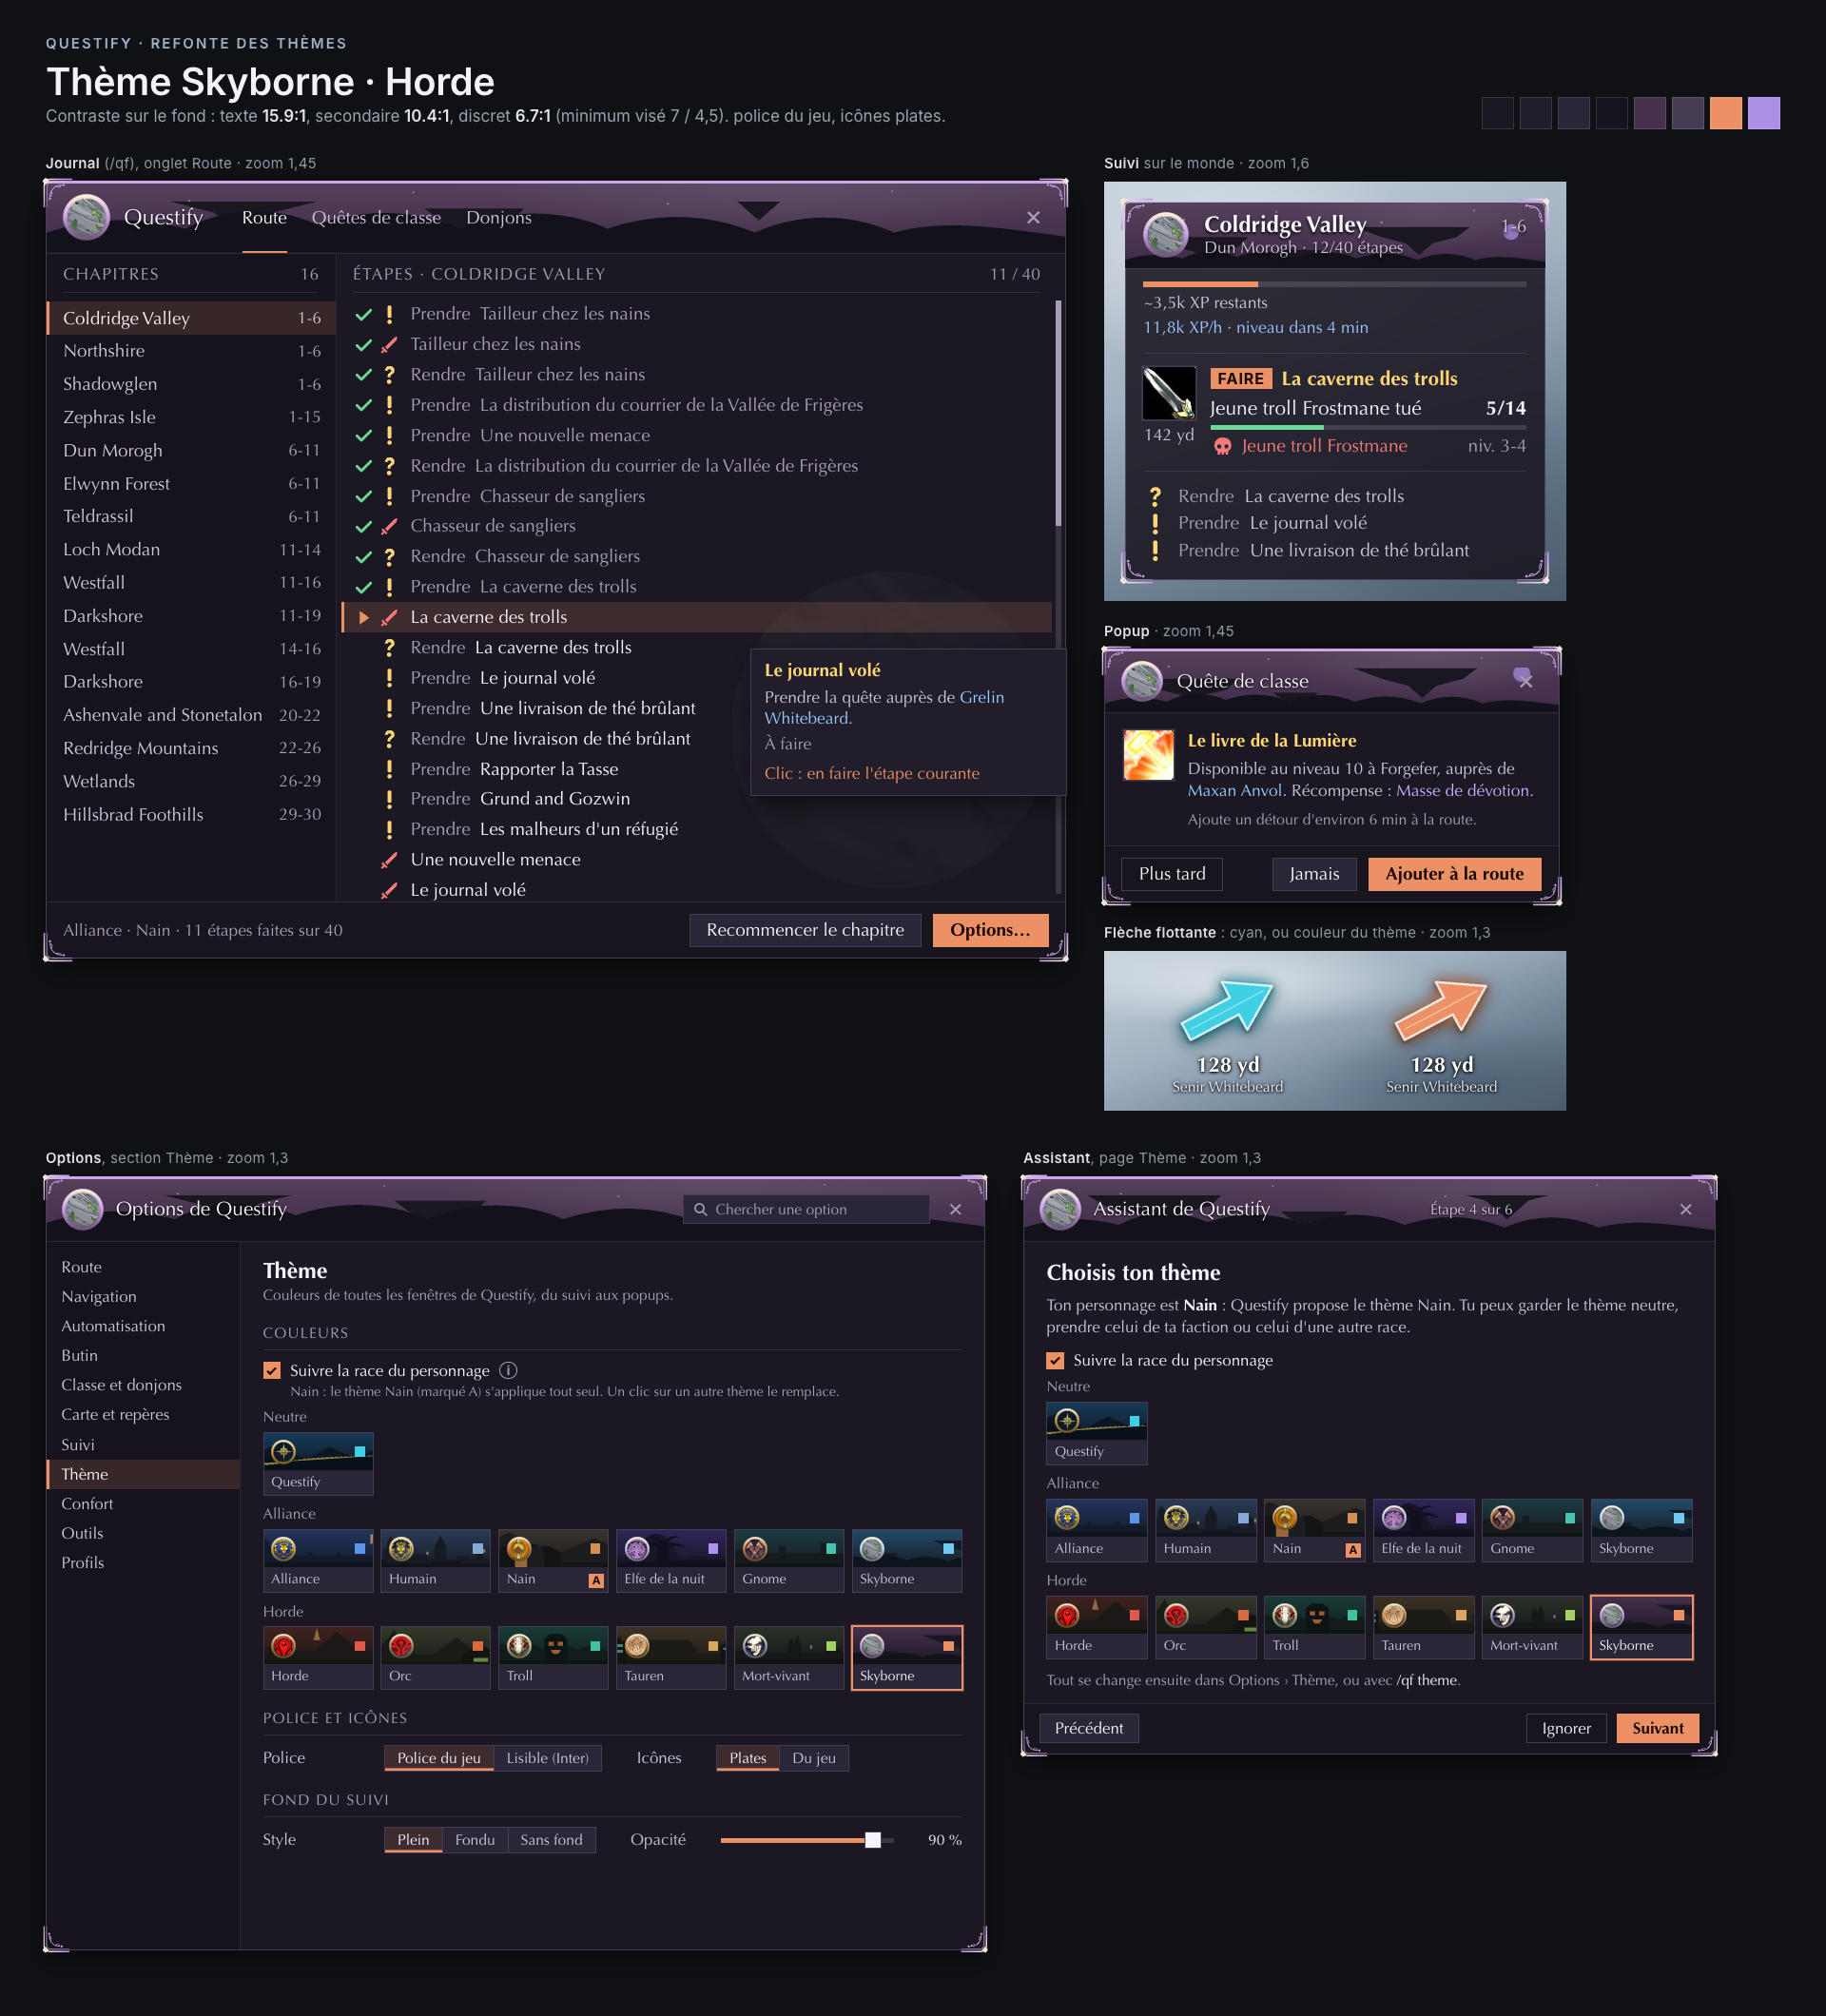 QUESTIFY · REFONTE DES THÈMES
Thème Skyborne · Horde
Contraste sur le fond : texte 15.9:1, secondaire 10.4:1, discret 6.7:1 (minimum visé 7 / 4,5). police du jeu, icônes plates.
Journal (/qf), onglet Route · zoom 1,45
Questify
Route
Quêtes de classe
Donjons
CHAPITRES 16
Coldridge Valley 1-6
Northshire 1-6
Shadowglen 1-6
Zephras Isle 1-15
Dun Morogh 6-11
Elwynn Forest 6-11
Teldrassil 6-11
Loch Modan 11-14
Westfall 11-16
Darkshore 11-19
Westfall 14-16
Darkshore 16-19
Ashenvale and Stonetalon 20-22
Redridge Mountains 22-26
Wetlands 26-29
Hillsbrad Foothills 29-30
ÉTAPES · COLDRIDGE VALLEY 11 / 40
Prendre Tailleur chez les nains
Tailleur chez les nains
Rendre Tailleur chez les nains
Prendre La distribution du courrier de la Vallée de Frigères
Prendre Une nouvelle menace
Rendre La distribution du courrier de la Vallée de Frigères
Prendre Chasseur de sangliers
Chasseur de sangliers
Rendre Chasseur de sangliers
Prendre La caverne des trolls
La caverne des trolls
Rendre La caverne des trolls
Prendre Le journal volé
Prendre Une livraison de thé brûlant
Rendre Une livraison de thé brûlant
Prendre Rapporter la Tasse
Prendre Grund and Gozwin
Prendre Les malheurs d'un réfugié
Une nouvelle menace
Le journal volé
Le journal volé
Prendre la quête auprès de Grelin
Whitebeard.
À faire
Clic : en faire l'étape courante
Alliance · Nain · 11 étapes faites sur 40
Recommencer le chapitre
Options...
Suivi sur le monde · zoom 1,6
Coldridge Valley 1-6
Dun Morogh · 12/40 étapes
~3,5k XP restants
11,8k XP/h · niveau dans 4 min
FAIRE La caverne des trolls
Jeune troll Frostmane tué 5/14
142 yd
Jeune troll Frostmane niv. 3-4
Rendre La caverne des trolls
Prendre Le journal volé
Prendre Une livraison de thé brûlant
Popup · zoom 1,45
Quête de classe
Le livre de la Lumière
Disponible au niveau 10 à Forgefer, auprès de
Maxan Anvol. Récompense : Masse de dévotion.
Ajoute un détour d'environ 6 min à la route.
Plus tard
Jamais
Ajouter à la route
Flèche flottante : cyan, ou couleur du thème · zoom 1,3
128 yd
Senir Whitebeard
128 yd
Senir Whitebeard
Options, section Thème · zoom 1,3
Options de Questify
Chercher une option
Route
Navigation
Automatisation
Butin
Classe et donjons
Carte et repères
Suivi
Thème
Confort
Outils
Profils
Thème
Couleurs de toutes les fenêtres de Questify, du suivi aux popups.
COULEURS
Suivre la race du personnage i
Nain : le thème Nain (marqué A) s'applique tout seul. Un clic sur un autre thème le remplace.
Neutre
Questify
Alliance
Alliance
Humain
Nain A
Elfe de la nuit
Gnome
Skyborne
Horde
Horde
Orc
Troll
Tauren
Mort-vivant
Skyborne
POLICE ET ICÔNES
Police
Police du jeu
Lisible (Inter)
Icônes
Plates
Du jeu
FOND DU SUIVI
Style
Plein
Fondu
Sans fond
Opacité
90 %
Assistant, page Thème · zoom 1,3
Assistant de Questify
Étape 4 sur 6
Choisis ton thème
Ton personnage est Nain : Questify propose le thème Nain. Tu peux garder le thème neutre,
prendre celui de ta faction ou celui d'une autre race.
Suivre la race du personnage
Neutre
Questify
Alliance
Alliance
Humain
Nain A
Elfe de la nuit
Gnome
Skyborne
Horde
Horde
Orc
Troll
Tauren
Mort-vivant
Skyborne
Tout se change ensuite dans Options › Thème, ou avec /qf theme.
Précédent
Ignorer
Suivant